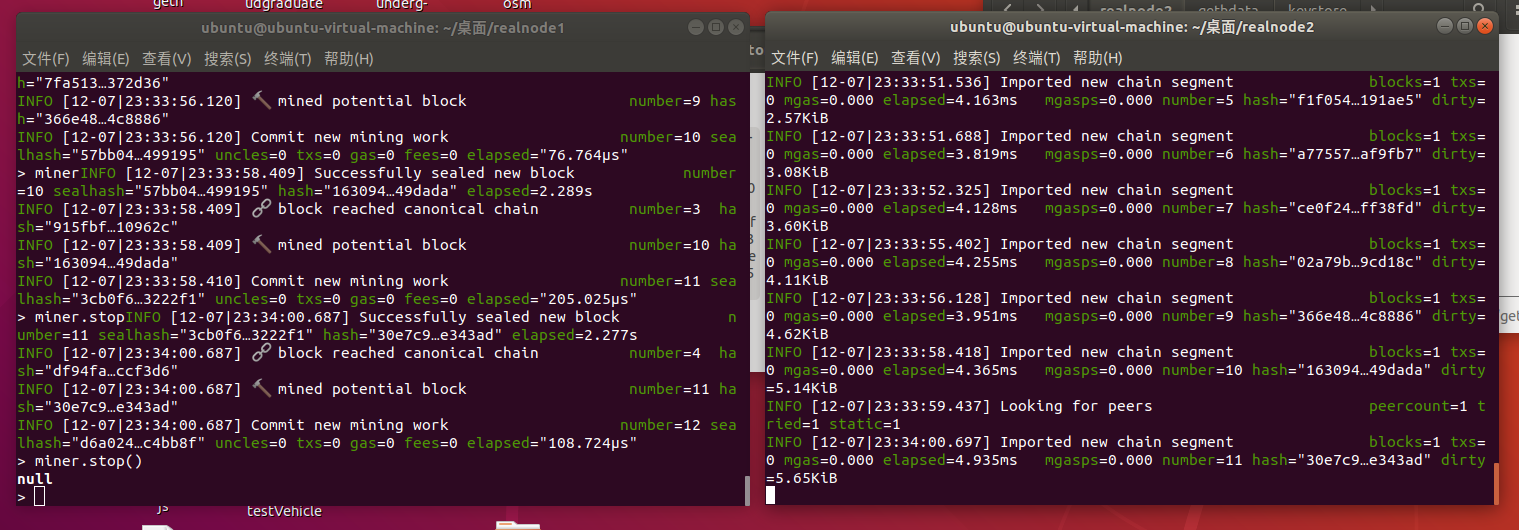 geth
udgraduate
underg-
osm
ubuntu@ubuntu-virtual-machine: ~/桌面/realnode1
文件(F) 编辑(E) 查看(V) 搜索(S) 终端(T) 帮助(H)
h="7fa513…372d36"
INFO [12-07|23:33:56.120] 🔨 mined potential block number=9 has
h="366e48…4c8886"
INFO [12-07|23:33:56.120] Commit new mining work number=10 sea
lhash="57bb04…499195" uncles=0 txs=0 gas=0 fees=0 elapsed="76.764µs"
> minerINFO [12-07|23:33:58.409] Successfully sealed new block number
=10 sealhash="57bb04…499195" hash="163094…49dada" elapsed=2.289s
INFO [12-07|23:33:58.409] 🔗 block reached canonical chain number=3 ha
sh="915fbf…10962c"
INFO [12-07|23:33:58.409] 🔨 mined potential block number=10 ha
sh="163094…49dada"
INFO [12-07|23:33:58.410] Commit new mining work number=11 sea
lhash="3cb0f6…3222f1" uncles=0 txs=0 gas=0 fees=0 elapsed="205.025µs"
> miner.stopINFO [12-07|23:34:00.687] Successfully sealed new block n
umber=11 sealhash="3cb0f6…3222f1" hash="30e7c9…e343ad" elapsed=2.277s
INFO [12-07|23:34:00.687] 🔗 block reached canonical chain number=4 ha
sh="df94fa…ccf3d6"
INFO [12-07|23:34:00.687] 🔨 mined potential block number=11 ha
sh="30e7c9…e343ad"
INFO [12-07|23:34:00.687] Commit new mining work number=12 sea
lhash="d6a024…c4bb8f" uncles=0 txs=0 gas=0 fees=0 elapsed="108.724µs"
> miner.stop()
null
>
js
testVehicle
realnode2 gethdata keystore
ubuntu@ubuntu-virtual-machine: ~/桌面/realnode2
文件(F) 编辑(E) 查看(V) 搜索(S) 终端(T) 帮助(H)
INFO [12-07|23:33:51.536] Imported new chain segment blocks=1 txs=
0 mgas=0.000 elapsed=4.163ms mgasps=0.000 number=5 hash="f1f054…191ae5" dirty=
2.57KiB
INFO [12-07|23:33:51.688] Imported new chain segment blocks=1 txs=
0 mgas=0.000 elapsed=3.819ms mgasps=0.000 number=6 hash="a77557…af9fb7" dirty=
3.08KiB
INFO [12-07|23:33:52.325] Imported new chain segment blocks=1 txs=
0 mgas=0.000 elapsed=4.128ms mgasps=0.000 number=7 hash="ce0f24…ff38fd" dirty=
3.60KiB
INFO [12-07|23:33:55.402] Imported new chain segment blocks=1 txs=
0 mgas=0.000 elapsed=4.255ms mgasps=0.000 number=8 hash="02a79b…9cd18c" dirty=
4.11KiB
INFO [12-07|23:33:56.128] Imported new chain segment blocks=1 txs=
0 mgas=0.000 elapsed=3.951ms mgasps=0.000 number=9 hash="366e48…4c8886" dirty=
4.62KiB
INFO [12-07|23:33:58.418] Imported new chain segment blocks=1 txs=
0 mgas=0.000 elapsed=4.365ms mgasps=0.000 number=10 hash="163094…49dada" dirty
=5.14KiB
INFO [12-07|23:33:59.437] Looking for peers peercount=1 t
ried=1 static=1
INFO [12-07|23:34:00.697] Imported new chain segment blocks=1 txs=
0 mgas=0.000 elapsed=4.935ms mgasps=0.000 number=11 hash="30e7c9…e343ad" dirty
=5.65KiB